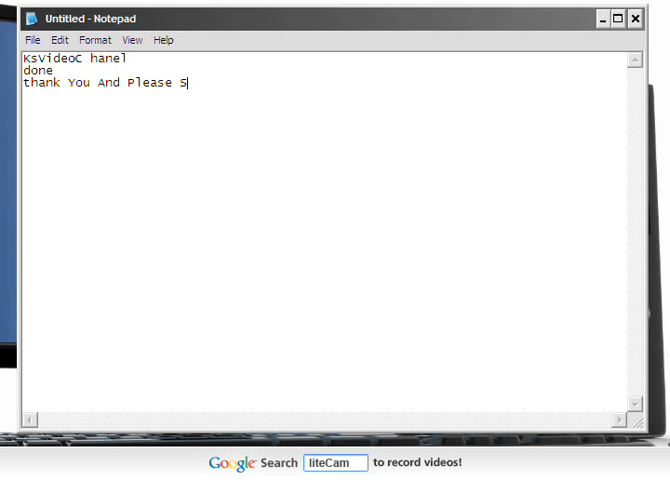 Untitled - Notepad
File Edit Format View Help
KsVideoC hanel
done
thank You And Please S
Google Search liteCam to record videos!